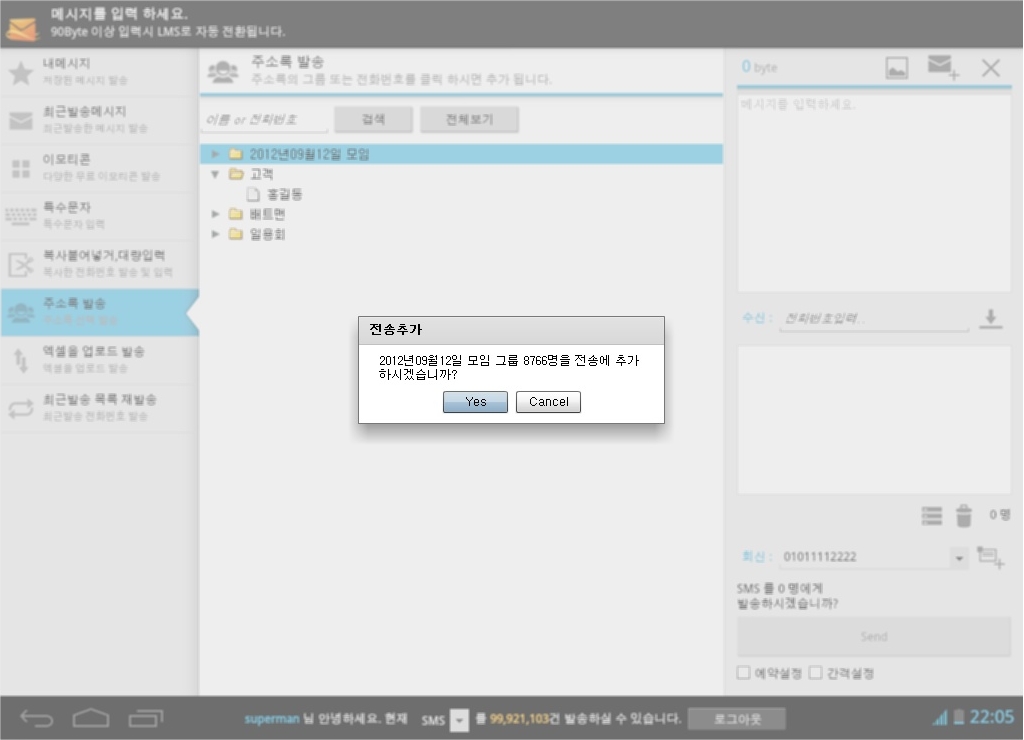 메시지를 입력 하세요.
90Byte 이상 입력시 LMS로 자동 전환됩니다.
내메시지
저장된 메시지 발송
최근발송메시지
최근발송한 메시지 발송
이모티콘
다양한 무료 이모티콘 발송
특수문자
특수문자 입력
복사붙여넣거,대량입력
복사한 전화번호 발송 및 입력
주소록 발송
주소록 선택 발송
엑셀을 업로드 발송
엑셀을 업로드 발송
최근발송 목록 재발송
최근발송 전화번호 발송
주소록 발송
주소록의 그룹 또는 전화번호를 클릭 하시면 추가 됩니다.
이름 or 전화번호
검색
전체보기
2012년09월12일 모임
고객
홍길동
배트맨
일용회
전송추가
2012년09월12일 모임 그룹 8766명을 전송에 추가
하시겠습니까?
Yes
Cancel
0 byte
메시지를 입력하세요.
수신 : 전화번호입력..
0 명
회신 : 01011112222
SMS 를 0 명에게
발송하시겠습니까?
Send
예약설정
간격설정
superman 님 안녕하세요. 현재 SMS 를 99,921,103건 발송하실 수 있습니다.
로그아웃
22:05